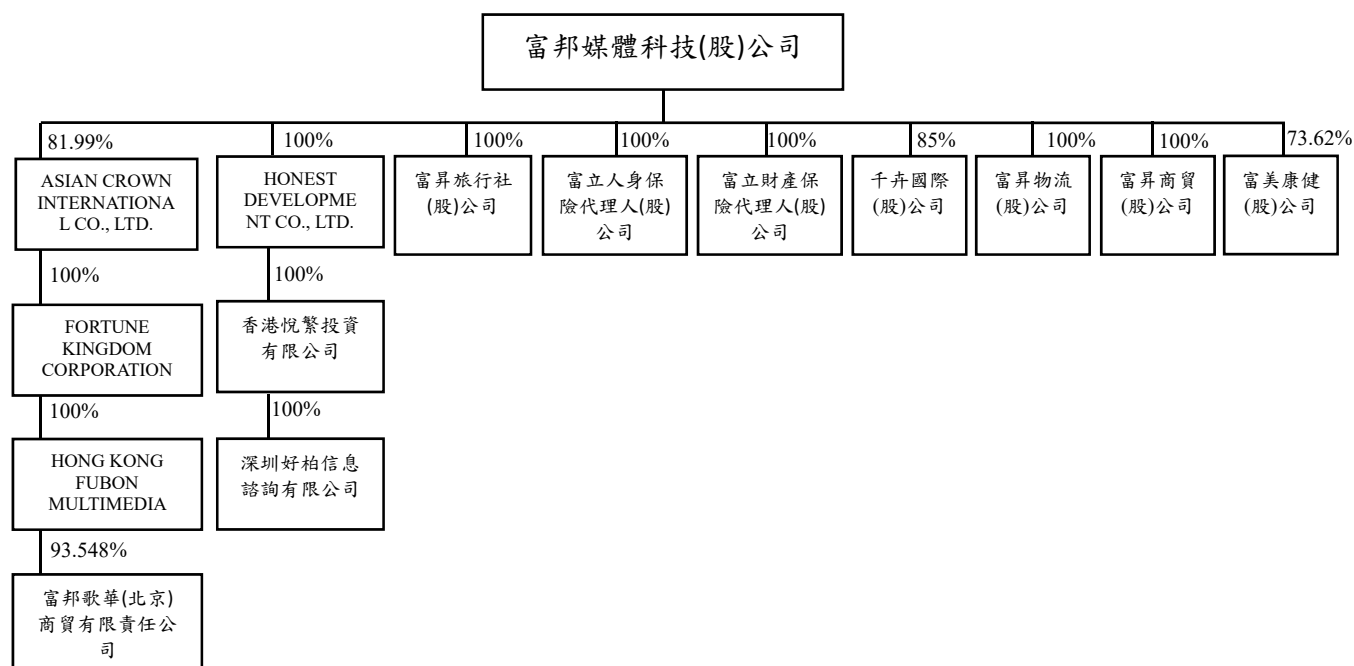 富邦媒體科技(股)公司
81.99%
100%
100%
100%
100%
85%
100%
100%
73.62%
ASIAN CROWN
INTERNATIONA
L CO., LTD.
HONEST
DEVELOPME
NT CO., LTD.
富昇旅行社
(股)公司
富立人身保
險代理人(股)
公司
富立財產保
險代理人(股)
公司
千卉國際
(股)公司
富昇物流
(股)公司
富昇商貿
(股)公司
富美康健
(股)公司
100%
100%
FORTUNE
KINGDOM
CORPORATION
香港悅繁投資
有限公司
100%
100%
HONG KONG
FUBON
MULTIMEDIA
深圳好柏信息
諮詢有限公司
93.548%
富邦歌華(北京)
商貿有限責任公
司